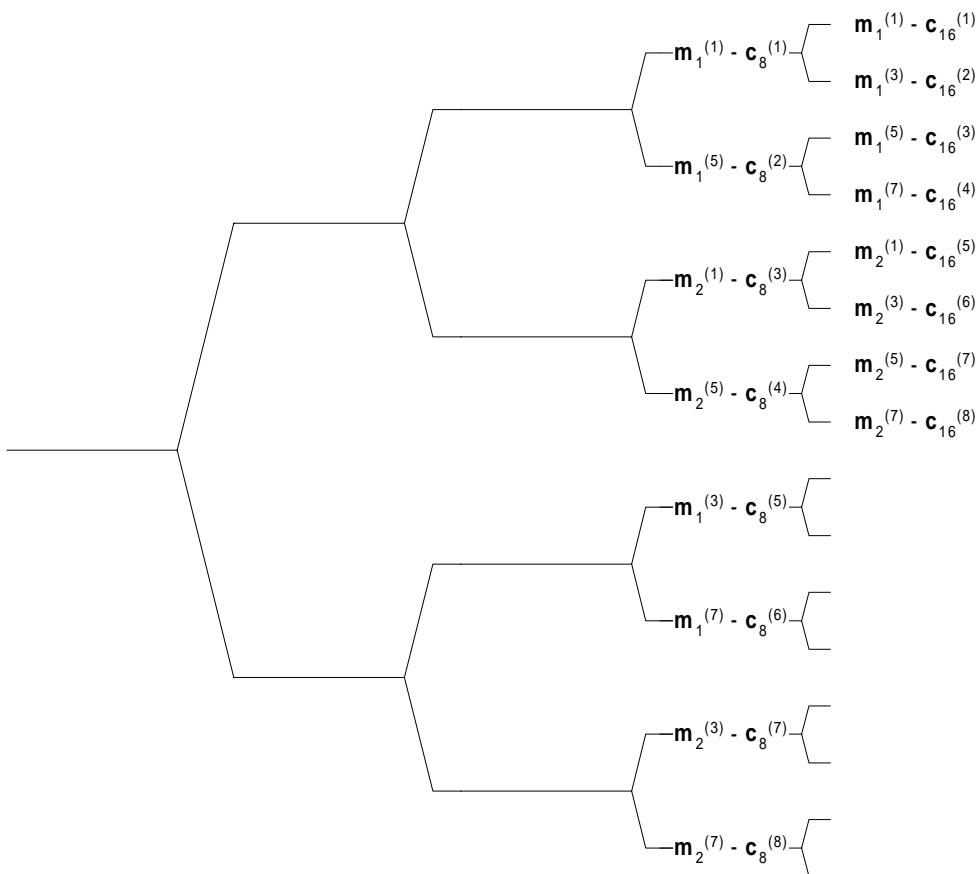 m₁⁽¹⁾ - c₈⁽¹⁾
m₁⁽⁵⁾ - c₈⁽²⁾
m₂⁽¹⁾ - c₈⁽³⁾
m₂⁽⁵⁾ - c₈⁽⁴⁾
m₁⁽³⁾ - c₈⁽⁵⁾
m₁⁽⁷⁾ - c₈⁽⁶⁾
m₂⁽³⁾ - c₈⁽⁷⁾
m₂⁽⁷⁾ - c₈⁽⁸⁾
m₁⁽¹⁾ - c₁₆⁽¹⁾
m₁⁽³⁾ - c₁₆⁽²⁾
m₁⁽⁵⁾ - c₁₆⁽³⁾
m₁⁽⁷⁾ - c₁₆⁽⁴⁾
m₂⁽¹⁾ - c₁₆⁽⁵⁾
m₂⁽³⁾ - c₁₆⁽⁶⁾
m₂⁽⁵⁾ - c₁₆⁽⁷⁾
m₂⁽⁷⁾ - c₁₆⁽⁸⁾